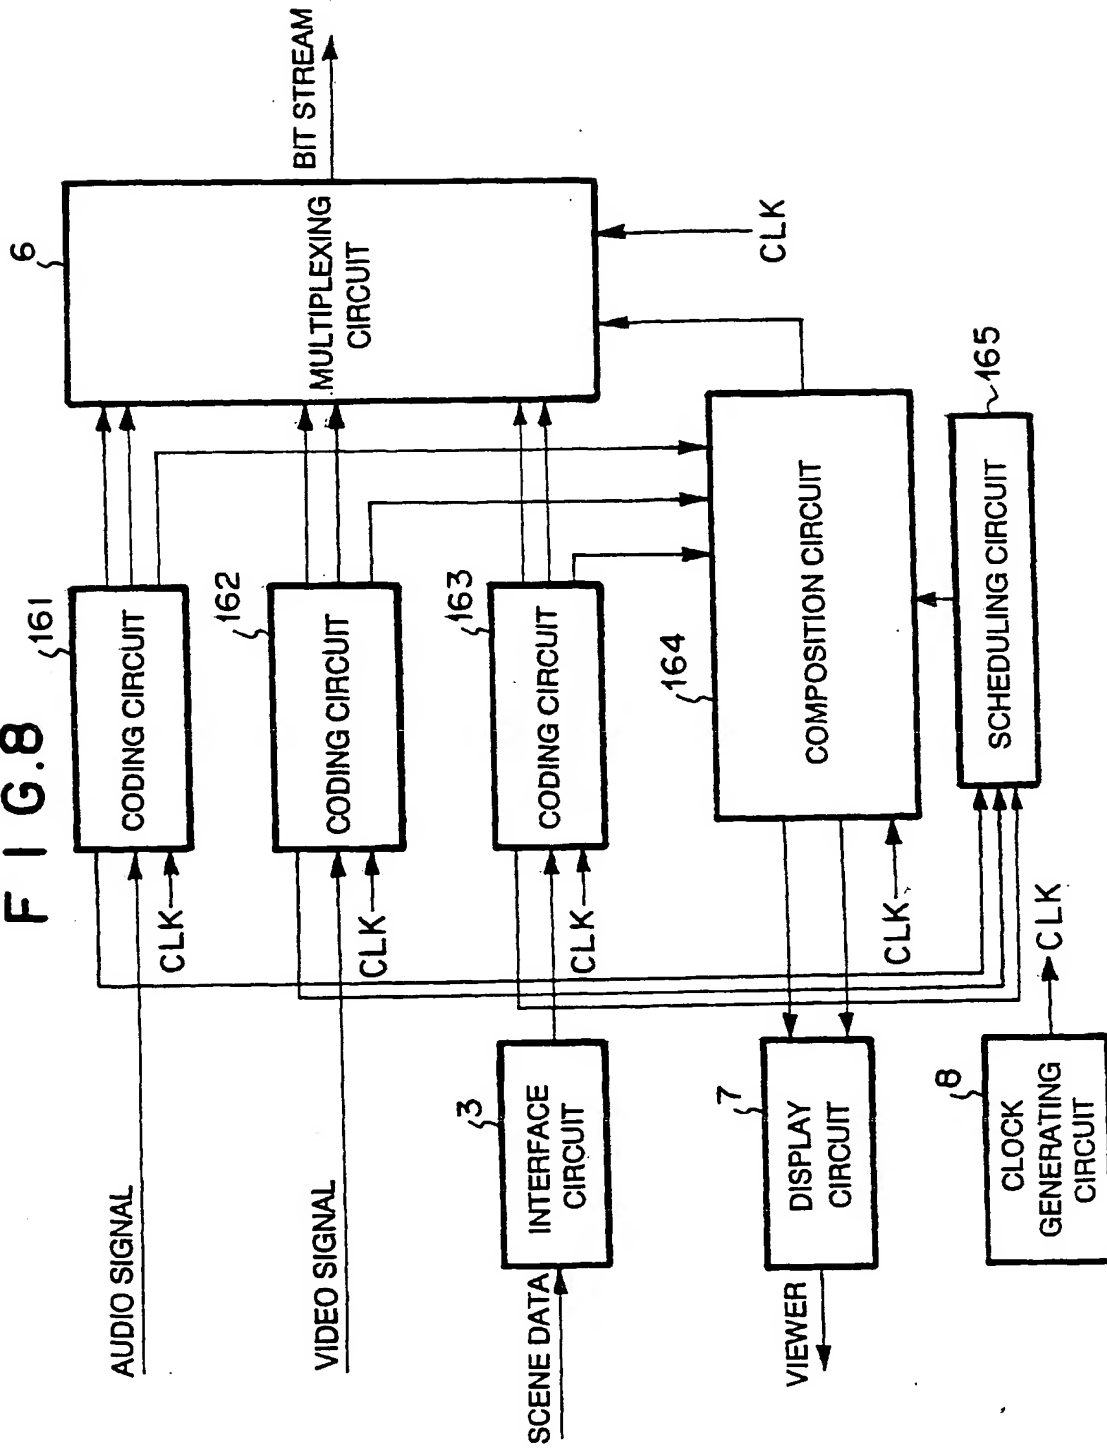 FIG.8
AUDIO SIGNAL
161
CODING CIRCUIT
CLK
VIDEO SIGNAL
162
CODING CIRCUIT
CLK
SCENE DATA
3
INTERFACE
CIRCUIT
163
CODING CIRCUIT
CLK
6
MULTIPLEXING
CIRCUIT
BIT STREAM
CLK
VIEWER
7
DISPLAY
CIRCUIT
164
COMPOSITION CIRCUIT
CLK
8
CLOCK
GENERATING
CIRCUIT
CLK
165
SCHEDULING CIRCUIT